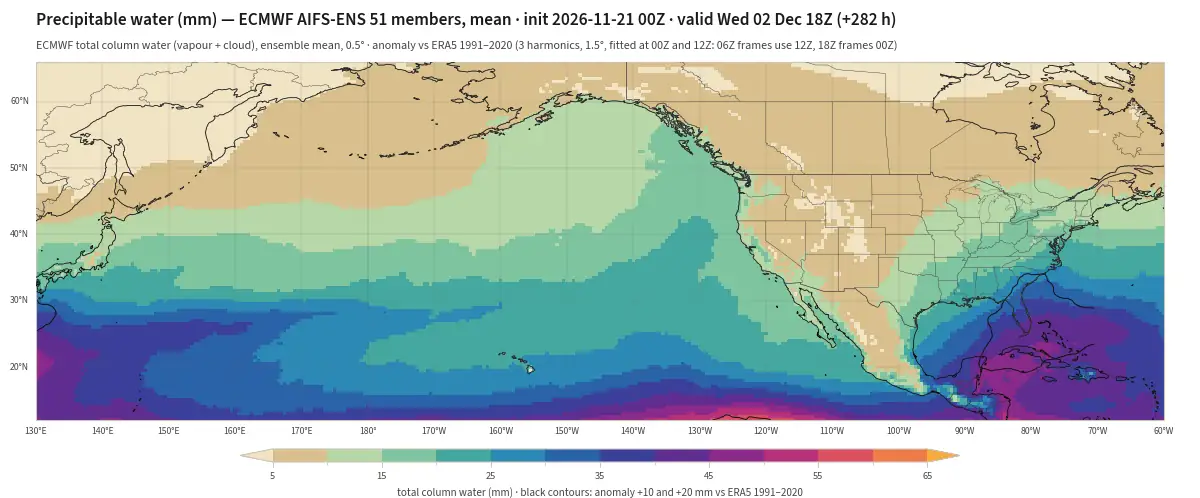 Precipitable water (mm) — ECMWF AIFS-ENS 51 members, mean · init 2026-11-21 00Z · valid Wed 02 Dec 18Z (+282 h)
ECMWF total column water (vapour + cloud), ensemble mean, 0.5° · anomaly vs ERA5 1991–2020 (3 harmonics, 1.5°, fitted at 00Z and 12Z: 06Z frames use 12Z, 18Z frames 00Z)
60°N
50°N
40°N
30°N
20°N
130°E 140°E 150°E 160°E 170°E 180° 170°W 160°W 150°W 140°W 130°W 120°W 110°W 100°W 90°W 80°W 70°W 60°W
5 15 25 35 45 55 65
total column water (mm) · black contours: anomaly +10 and +20 mm vs ERA5 1991–2020